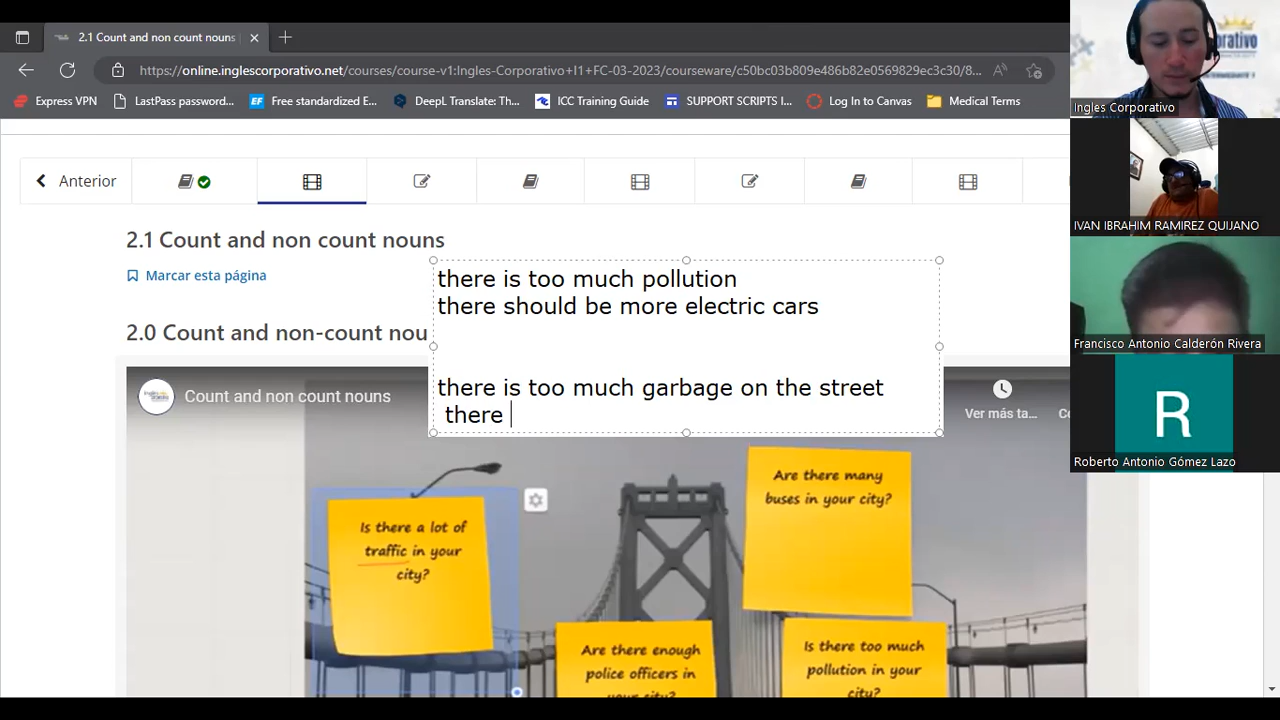 2.1 Count and non count nouns
https://online.inglescorporativo.net/courses/course-v1:Ingles-Corporativo+I1+FC-03-2023/courseware/c50bc03b809e486b82e0569829ec3c30/8...
Express VPN
LastPass password...
Free standardized E...
DeepL Translate: Th...
ICC Training Guide
SUPPORT SCRIPTS I...
Log In to Canvas
Medical Terms
Anterior
2.1 Count and non count nouns
Marcar esta página
2.0 Count and non-count nou
there is too much pollution
there should be more electric cars
there is too much garbage on the street
there
Count and non count nouns
Ver más ta...
Is there a lot of
traffic in your
city?
Are there many
buses in your city?
Are there enough
police officers in
your city?
Is there too much
pollution in your
city?
Ingles Corporativo
IVAN IBRAHIM RAMIREZ QUIJANO
Francisco Antonio Calderón Rivera
R
Roberto Antonio Gómez Lazo